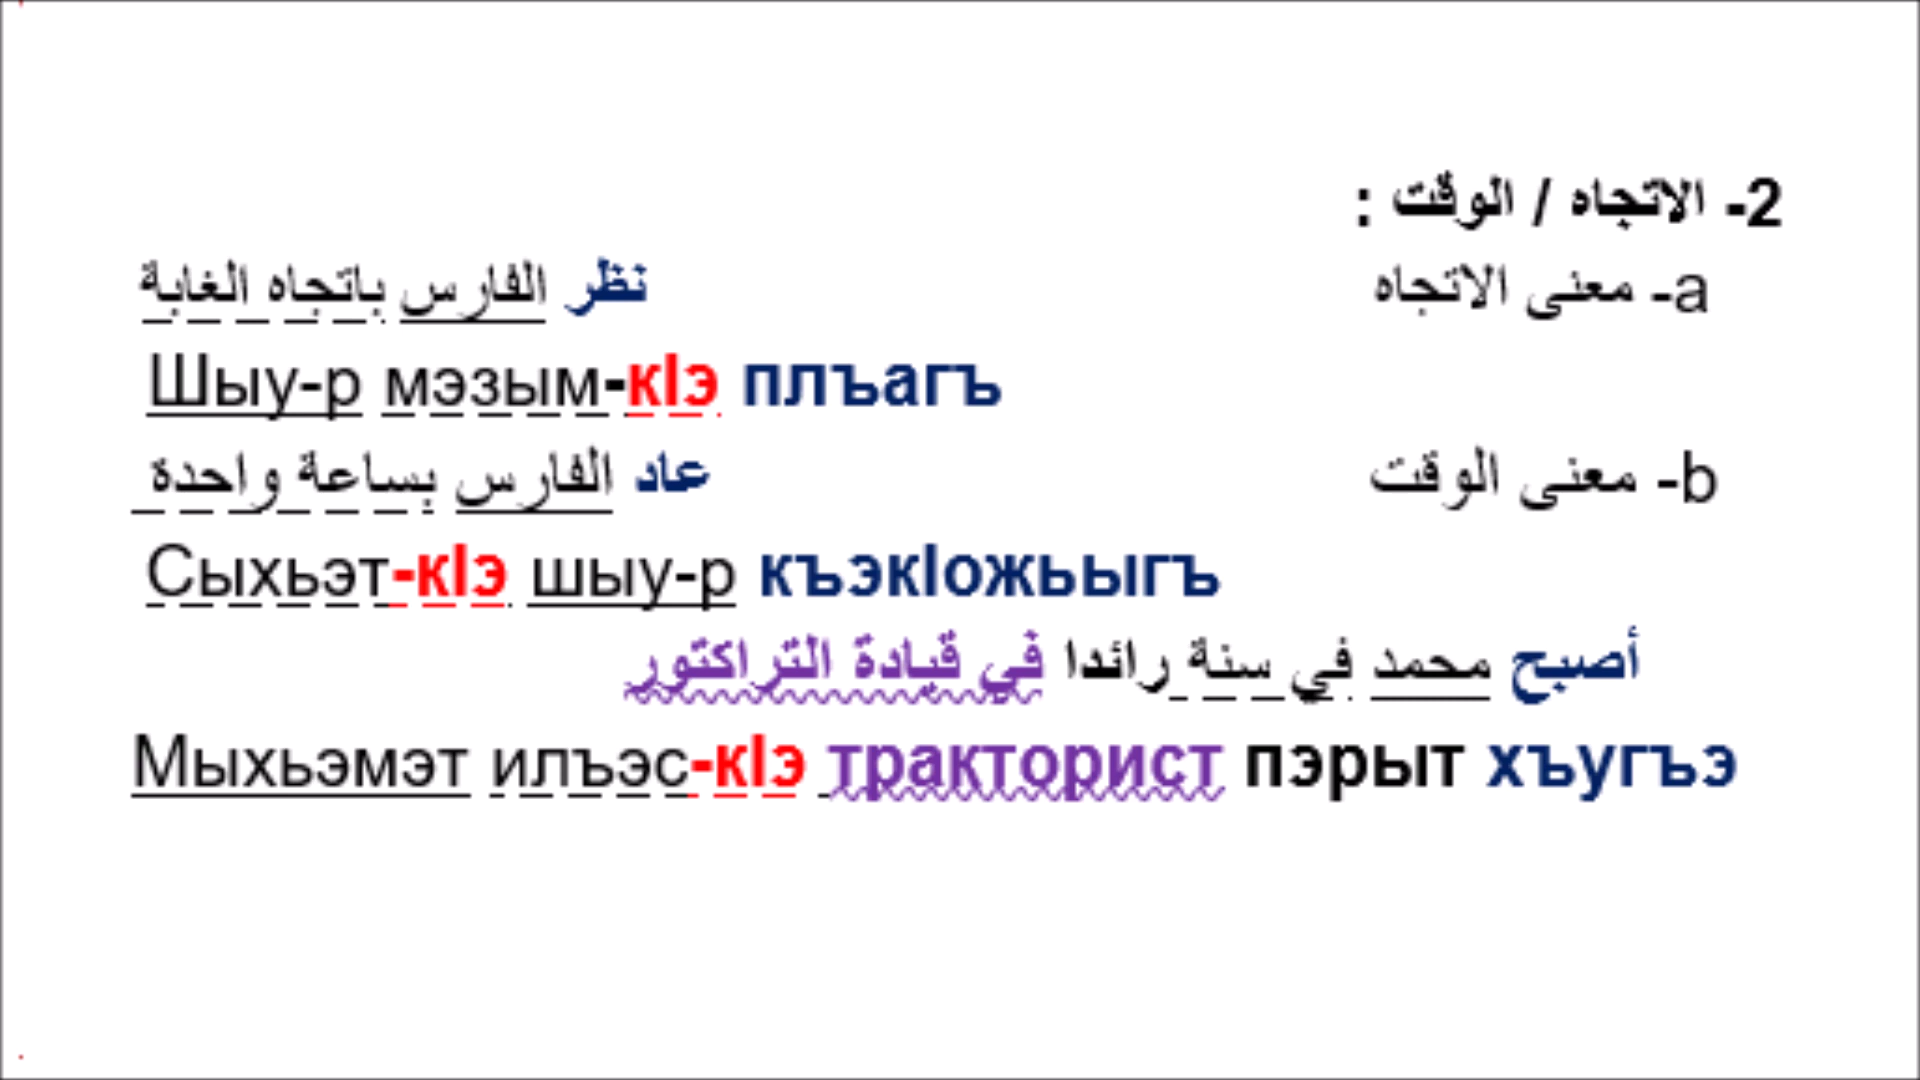 2- الاتجاه / الوقت :
a- معنى الاتجاه نظر الفارس باتجاه الغابة
Шыу-р мэзым-кӏэ плъагъ
b- معنى الوقت عاد الفارس بساعة واحدة
Сыхьэт-кӏэ шыу-р къэкӏожьыгъ
أصبح محمد في سنة رائدا في قيادة التراكتور
Мыхьэмэт илъэс-кӏэ тракторист пэрыт хъугъэ